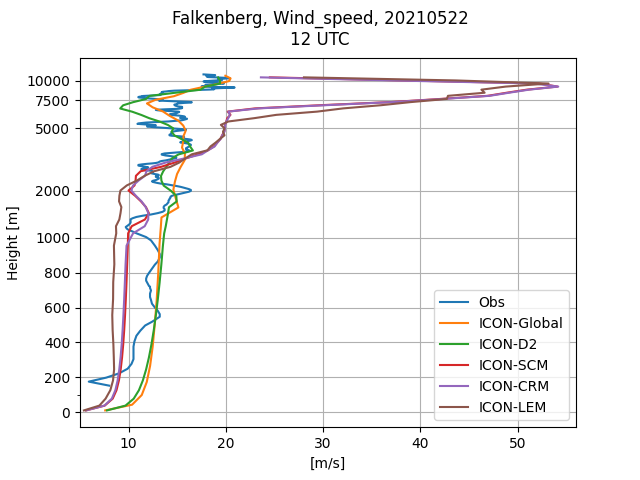 Falkenberg, Wind_speed, 20210522
12 UTC
10000
7500
5000
2000
1000
800
600
400
200
0
Height [m]
10 20 30 40 50
[m/s]
Obs
ICON-Global
ICON-D2
ICON-SCM
ICON-CRM
ICON-LEM